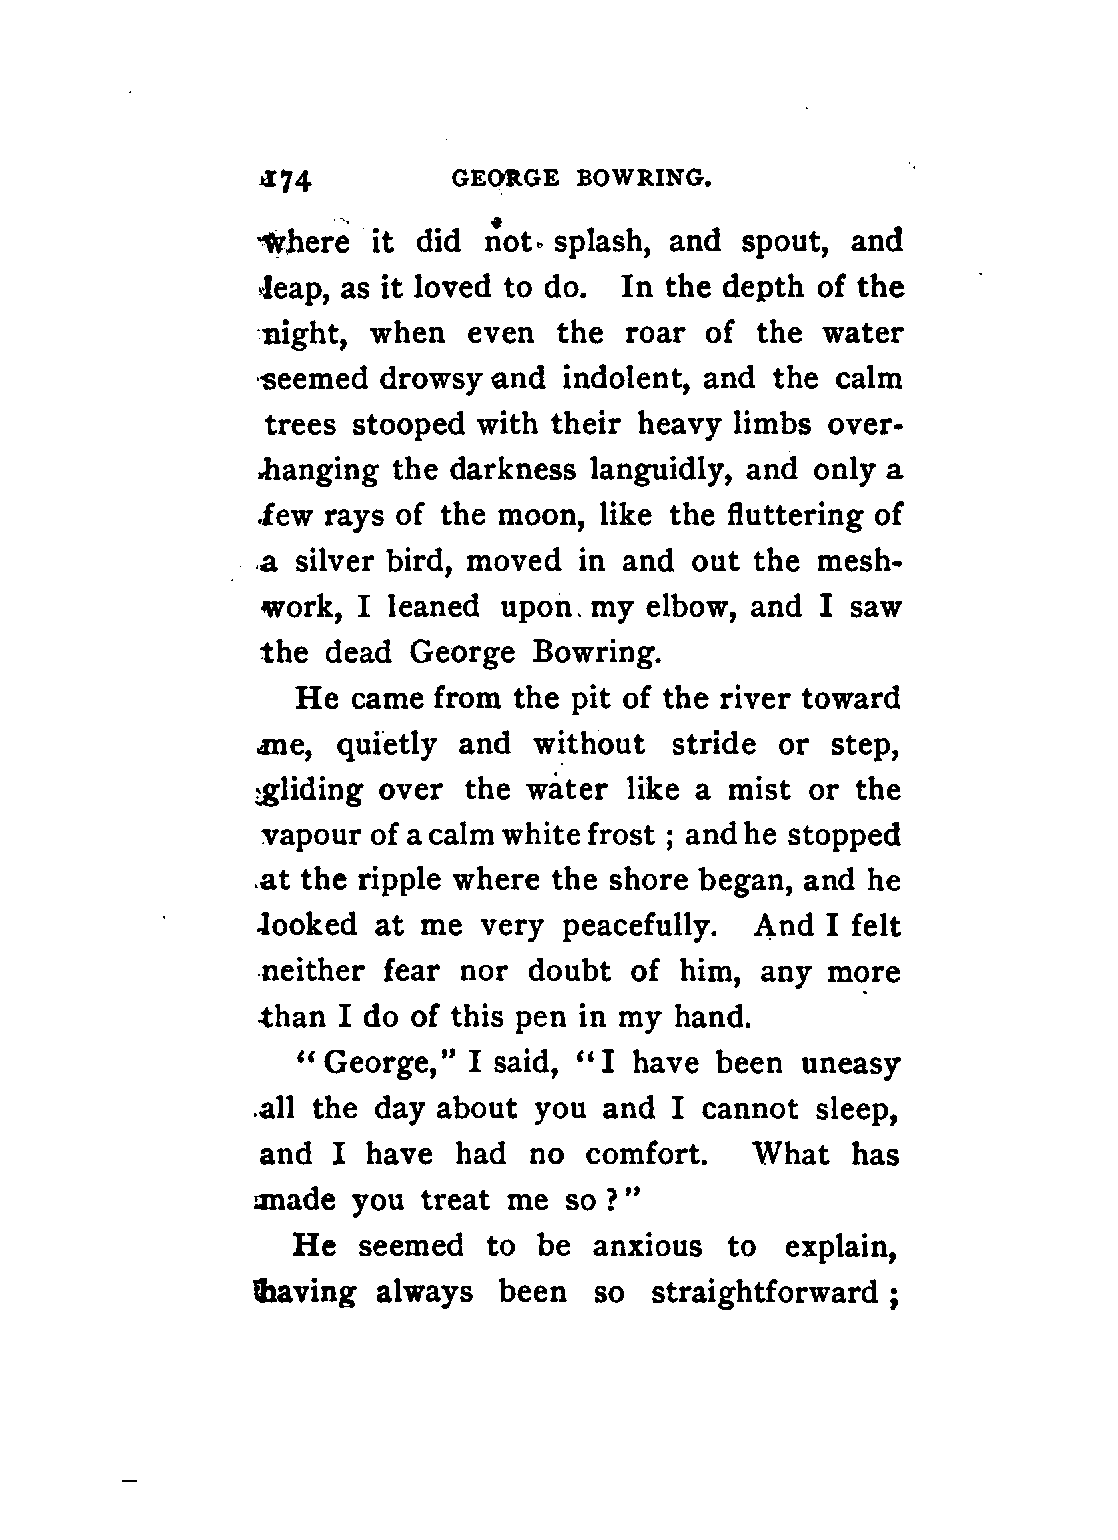 174 GEORGE BOWRING.
where it did not splash, and spout, and
leap, as it loved to do. In the depth of the
night, when even the roar of the water
seemed drowsy and indolent, and the calm
trees stooped with their heavy limbs over-
hanging the darkness languidly, and only a
few rays of the moon, like the fluttering of
a silver bird, moved in and out the mesh-
work, I leaned upon my elbow, and I saw
the dead George Bowring.
He came from the pit of the river toward
me, quietly and without stride or step,
gliding over the water like a mist or the
vapour of a calm white frost ; and he stopped
at the ripple where the shore began, and he
looked at me very peacefully. And I felt
neither fear nor doubt of him, any more
than I do of this pen in my hand.
“George,” I said, “I have been uneasy
all the day about you and I cannot sleep,
and I have had no comfort. What has
made you treat me so ?”
He seemed to be anxious to explain,
having always been so straightforward ;